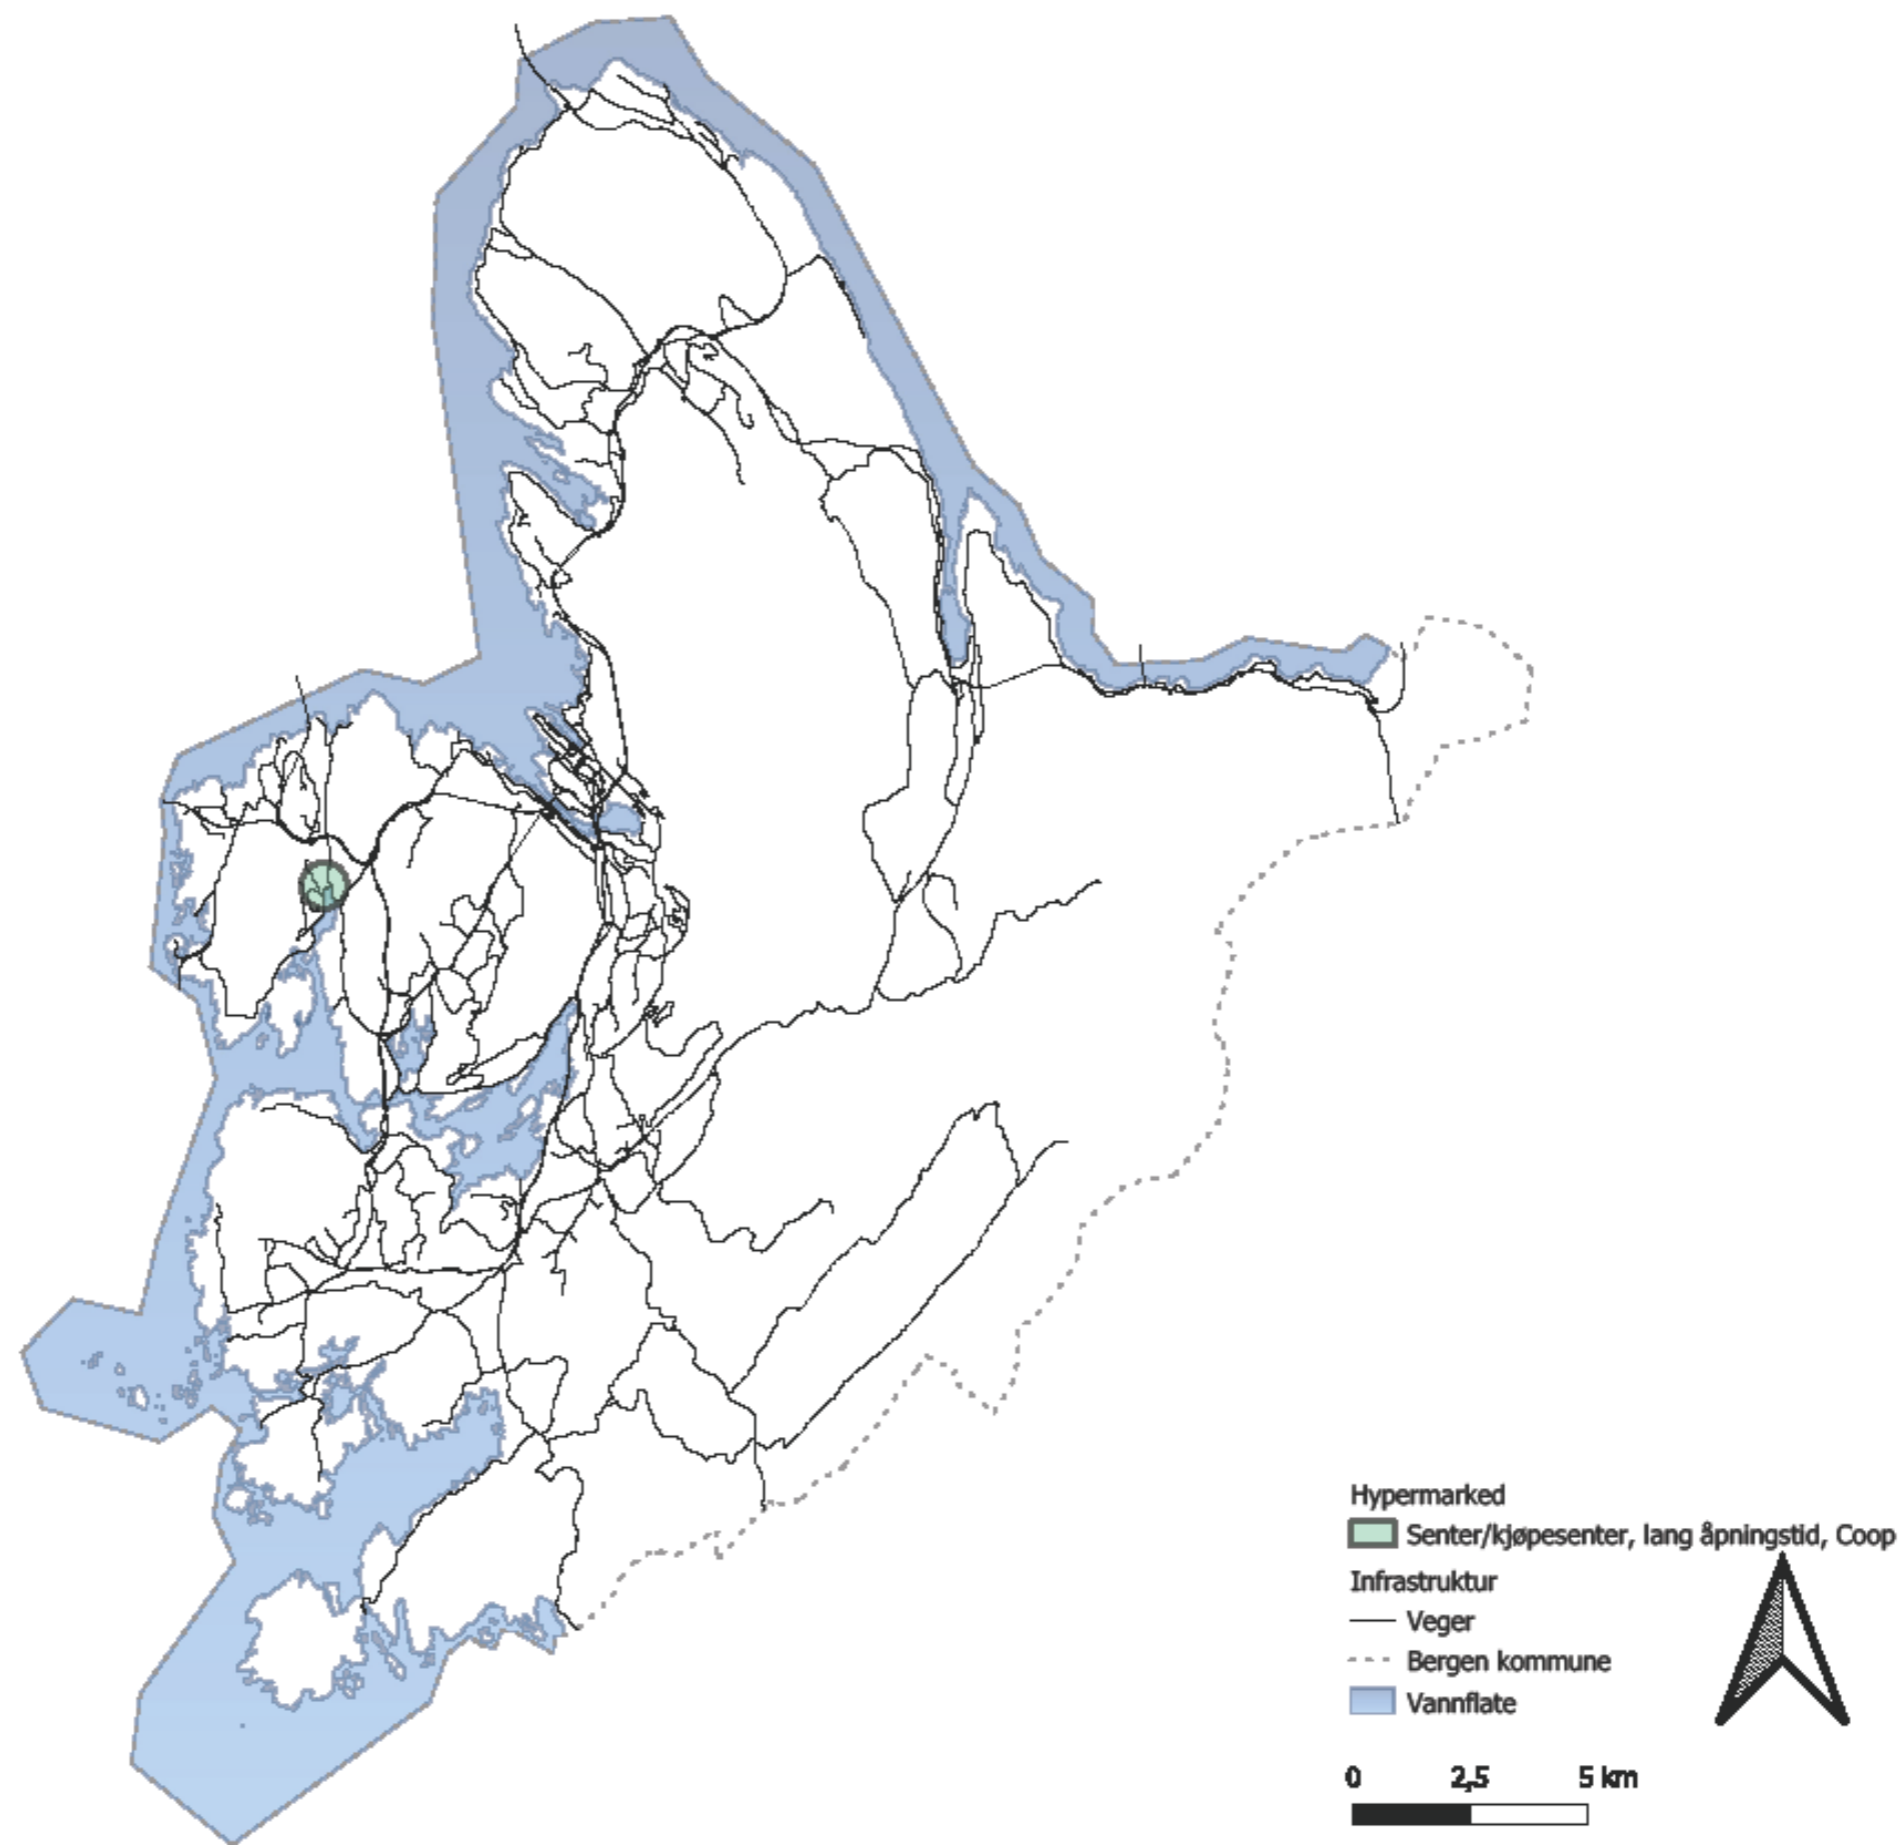 Hypermarked
Senter/kjøpesenter, lang åpningstid, Coop
Infrastruktur
Veger
Bergen kommune
Vannflate
0 2,5 5 km